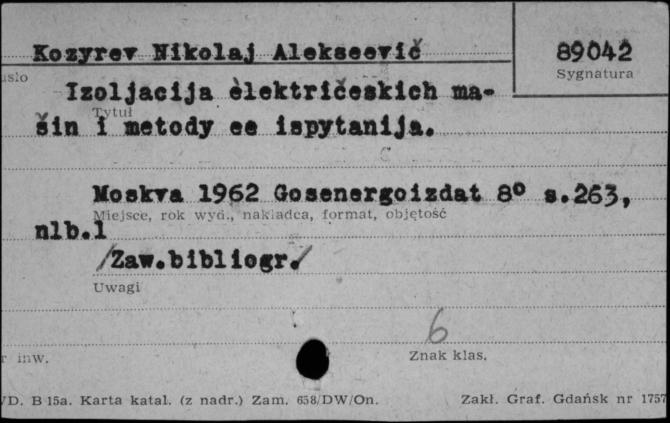 Kozyrev Nikolaj Alekseevič
89042
Sygnatura
asło
Izoljacija èlektričeskich ma-
Tytuł
šin i metody ee ispytanija.
Moskva 1962 Gosenergoizdat 8° s.263,
Miejsce, rok wyd., nakładca, format, objętość
nlb.1
/Zaw.bibliogr./
Uwagi
6
r inw.
Znak klas.
/D. B 15a. Karta katal. (z nadr.) Zam. 658/DW/On.
Zakł. Graf. Gdańsk nr 1757